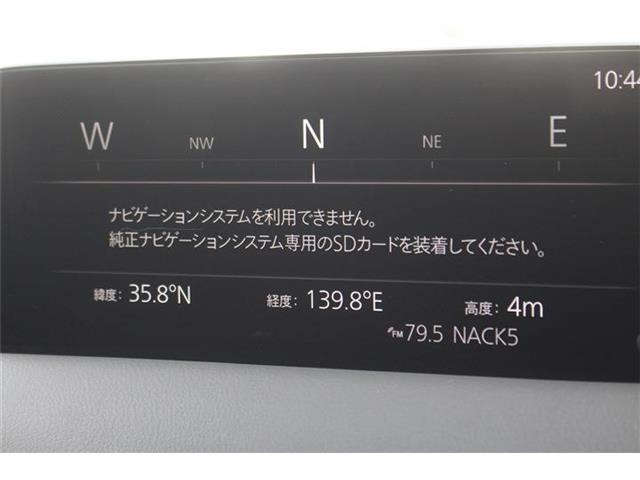 10:44
W NW N NE E
ナビゲーションシステムを利用できません。
純正ナビゲーションシステム専用のSDカードを装着してください。
緯度: 35.8°N 経度: 139.8°E 高度: 4m
FM 79.5 NACK5